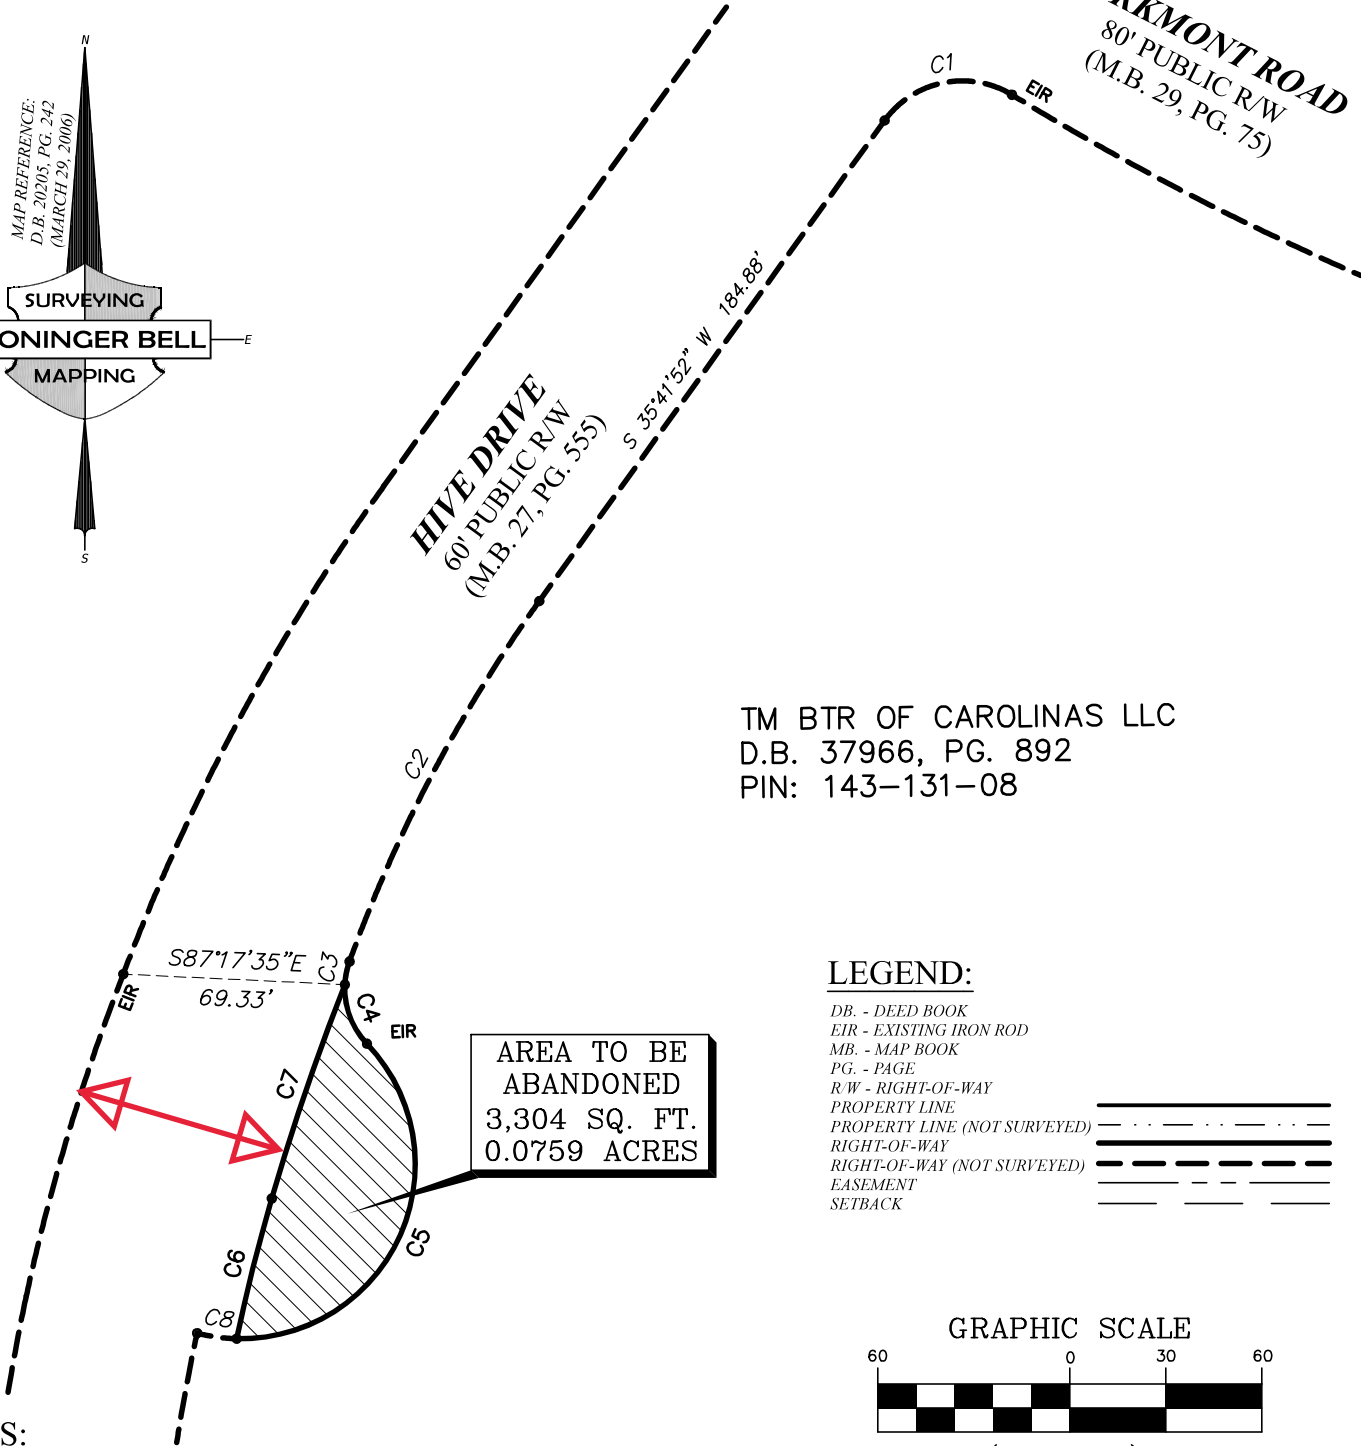 N
MAP REFERENCE:
D.B. 20205, PG. 242
(MARCH 29, 2006)
SURVEYING
ONINGER BELL
E
MAPPING
S
C1
EIR
RKMONT ROAD
80' PUBLIC R/W
(M.B. 29, PG. 75)
S 35°41'52" W 184.88'
HIVE DRIVE
60' PUBLIC R/W
(M.B. 27, PG. 555)
C2
TM BTR OF CAROLINAS LLC
D.B. 37966, PG. 892
PIN: 143-131-08
S87°17'35"E
69.33'
C3
EIR
C4
EIR
C7
AREA TO BE
ABANDONED
3,304 SQ. FT.
0.0759 ACRES
C5
C6
C8
LEGEND:
DB. - DEED BOOK
EIR - EXISTING IRON ROD
MB. - MAP BOOK
PG. - PAGE
R/W - RIGHT-OF-WAY
PROPERTY LINE
PROPERTY LINE (NOT SURVEYED)
RIGHT-OF-WAY
RIGHT-OF-WAY (NOT SURVEYED)
EASEMENT
SETBACK
GRAPHIC SCALE
60 0 30 60
S: